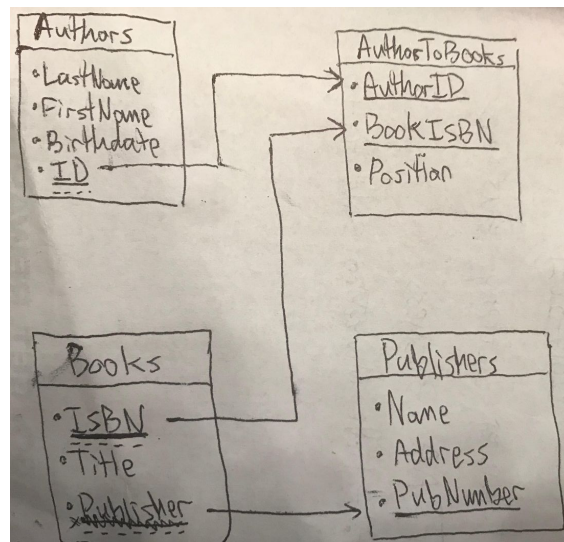 Authors
• LastName
• FirstName
• Birthdate
• ID
AuthorToBooks
• AuthorID
• BookISBN
• Position
Books
• ISBN
• Title
• Publisher
Publishers
• Name
• Address
• PubNumber